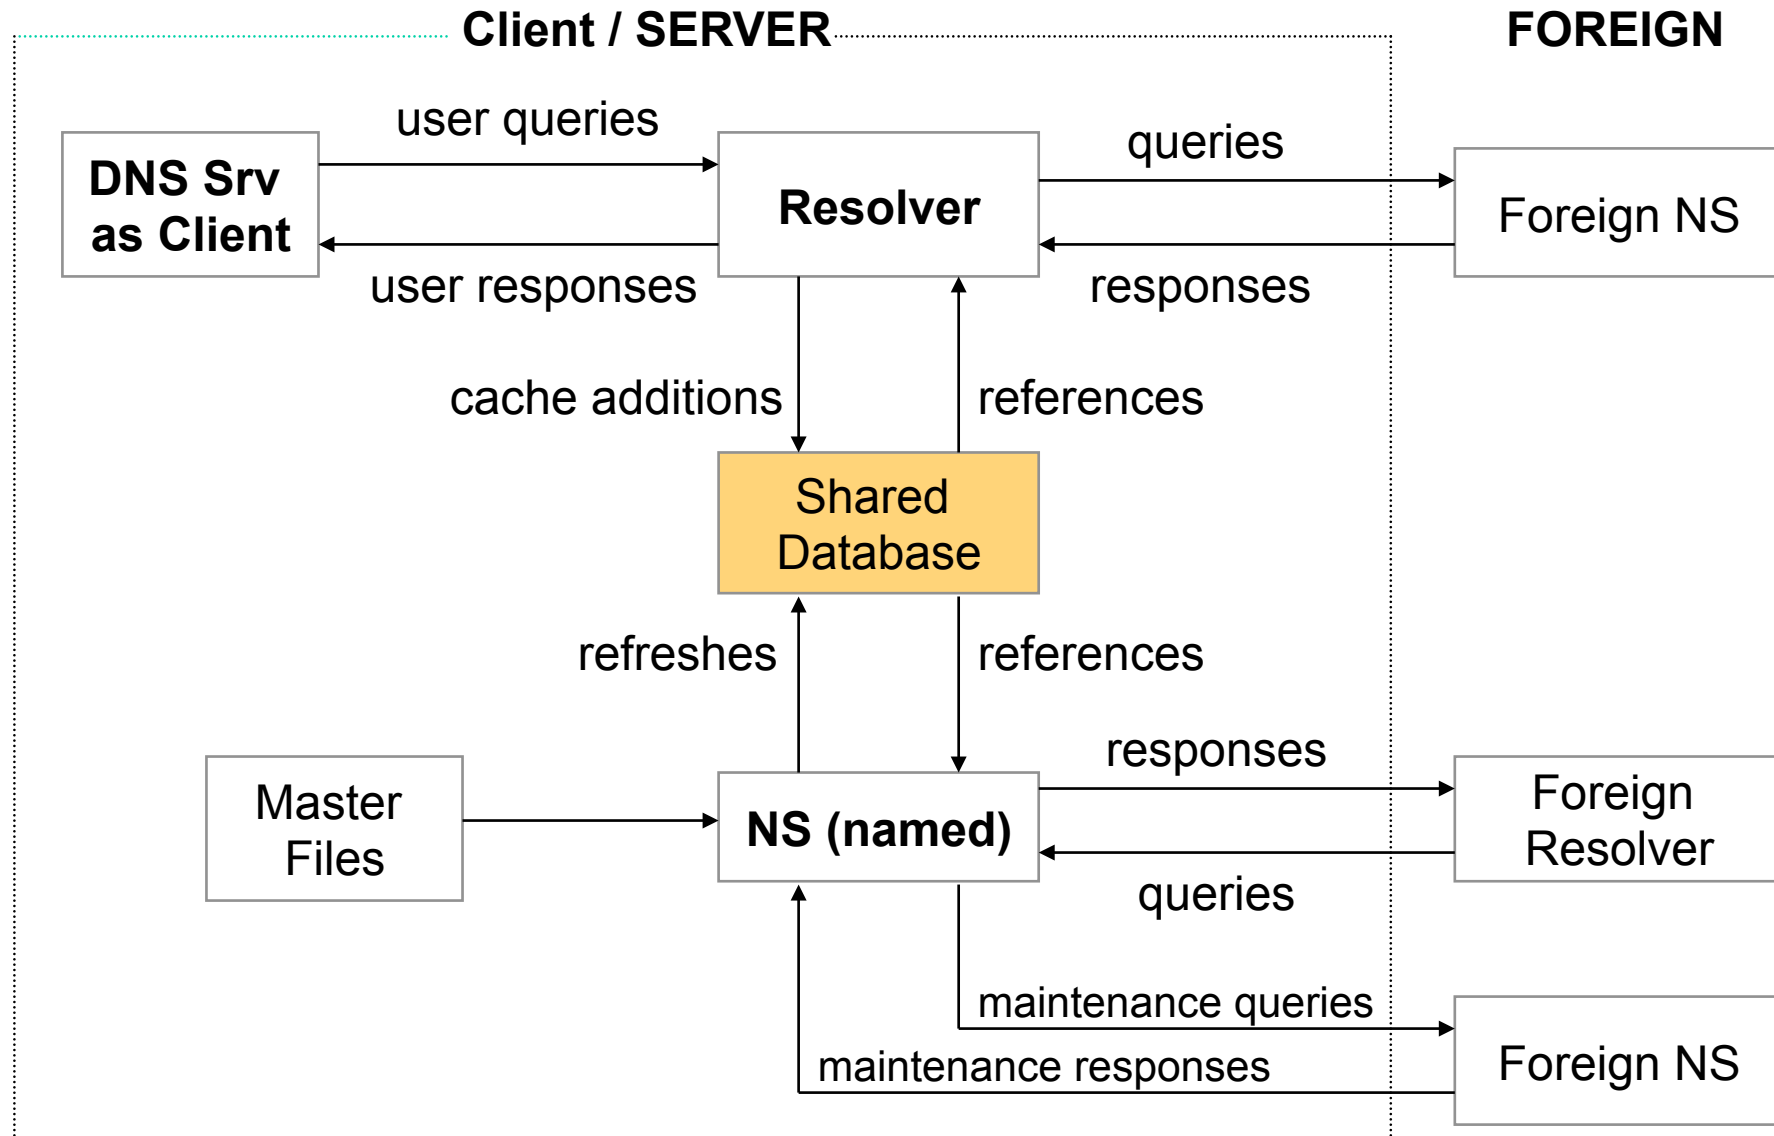 Client / SERVER
FOREIGN
user queries
queries
DNS Srv
as Client
Resolver
Foreign NS
user responses
responses
cache additions
references
Shared
Database
refreshes
references
responses
Master
Files
NS (named)
Foreign
Resolver
queries
maintenance queries
maintenance responses
Foreign NS